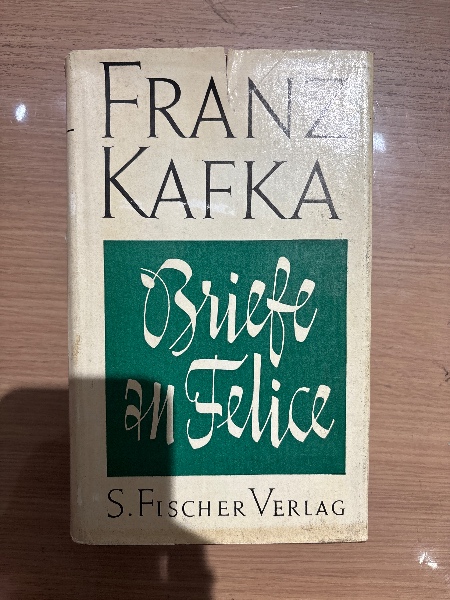 FRANZ
KAFKA
Briefe
an Felice
S. FISCHER VERLAG